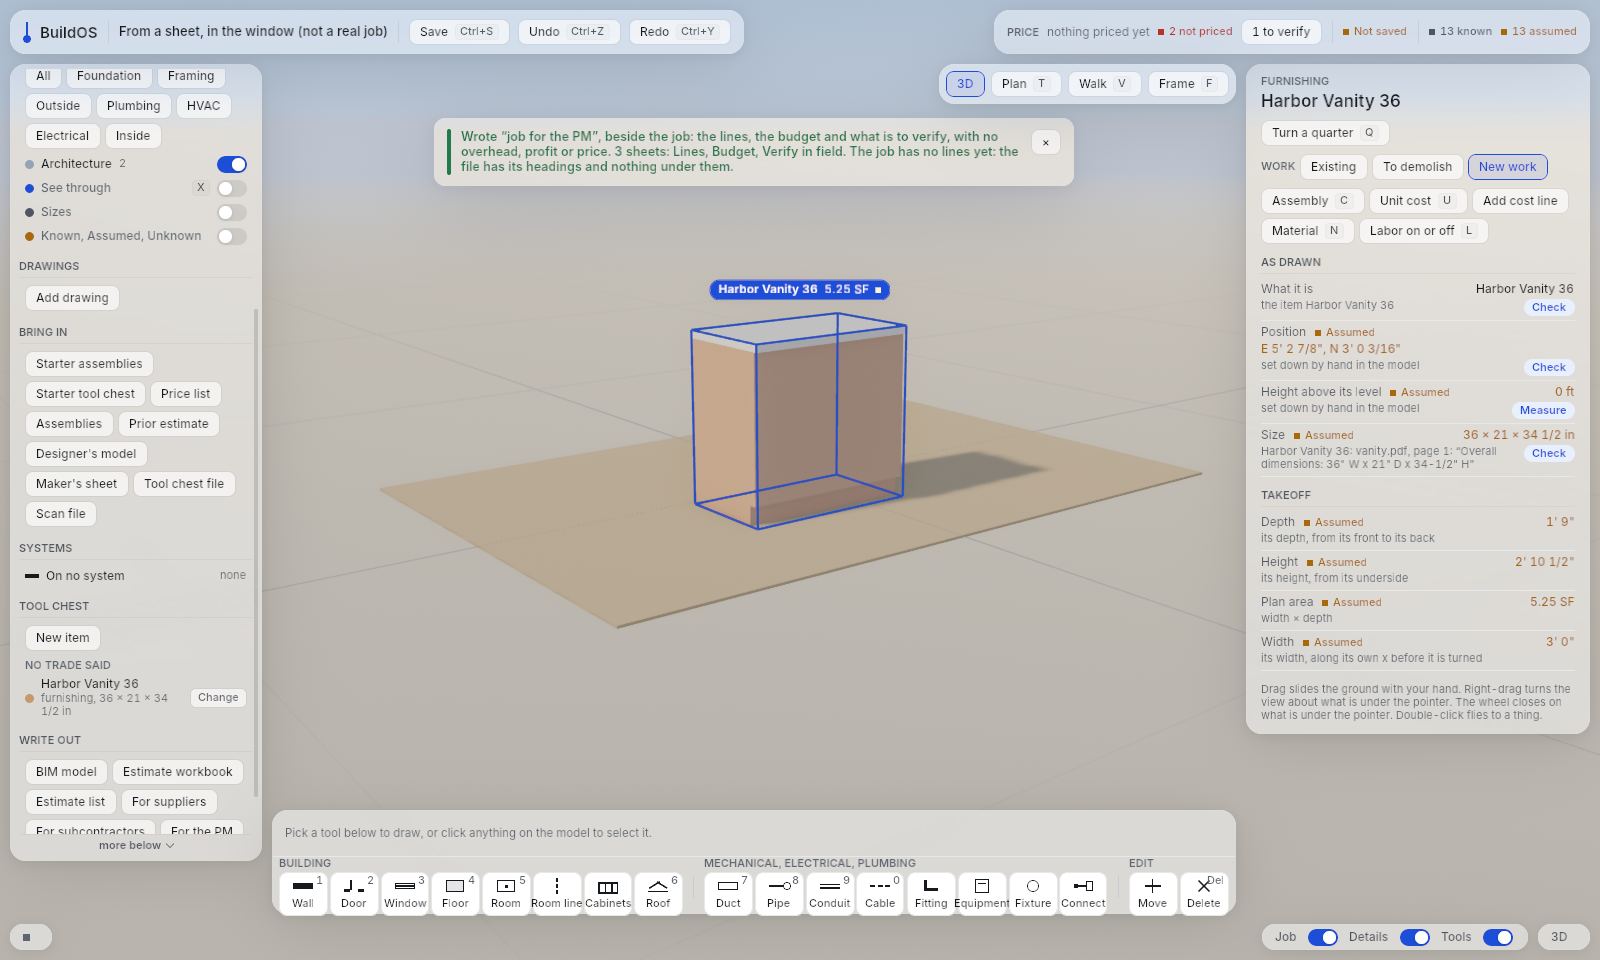 BuildOS
From a sheet, in the window (not a real job)
Save Ctrl+S
Undo Ctrl+Z
Redo Ctrl+Y
PRICE nothing priced yet 2 not priced 1 to verify Not saved 13 known 13 assumed
All Foundation Framing
Outside Plumbing HVAC
Electrical Inside
Architecture 2
See through X
Sizes
Known, Assumed, Unknown
DRAWINGS
Add drawing
BRING IN
Starter assemblies
Starter tool chest Price list
Assemblies Prior estimate
Designer's model
Maker's sheet Tool chest file
Scan file
SYSTEMS
On no system none
TOOL CHEST
New item
NO TRADE SAID
Harbor Vanity 36
furnishing, 36 × 21 × 34
1/2 in
Change
WRITE OUT
BIM model Estimate workbook
Estimate list For suppliers
For subcontractors For the PM
more below
3D Plan T Walk V Frame F
Wrote “job for the PM”, beside the job: the lines, the budget and what is to verify, with no
overhead, profit or price. 3 sheets: Lines, Budget, Verify in field. The job has no lines yet: the
file has its headings and nothing under them.
×
Harbor Vanity 36 5.25 SF
FURNISHING
Harbor Vanity 36
Turn a quarter Q
WORK Existing To demolish New work
Assembly C Unit cost U Add cost line
Material N Labor on or off L
AS DRAWN
What it is Harbor Vanity 36
the item Harbor Vanity 36 Check
Position Assumed
E 5' 2 7/8", N 3' 0 3/16"
set down by hand in the model Check
Height above its level Assumed 0 ft
set down by hand in the model Measure
Size Assumed 36 × 21 × 34 1/2 in
Harbor Vanity 36: vanity.pdf, page 1: “Overall
dimensions: 36" W x 21" D x 34-1/2" H” Check
TAKEOFF
Depth Assumed 1' 9"
its depth, from its front to its back
Height Assumed 2' 10 1/2"
its height, from its underside
Plan area Assumed 5.25 SF
width × depth
Width Assumed 3' 0"
its width, along its own x before it is turned
Drag slides the ground with your hand. Right-drag turns the
view about what is under the pointer. The wheel closes on
what is under the pointer. Double-click flies to a thing.
Pick a tool below to draw, or click anything on the model to select it.
BUILDING MECHANICAL, ELECTRICAL, PLUMBING EDIT
1 2 3 4 5 6 7 8 9 0 Del
Wall Door Window Floor Room Room line Cabinets Roof Duct Pipe Conduit Cable Fitting Equipment Fixture Connect Move Delete
Job Details Tools 3D